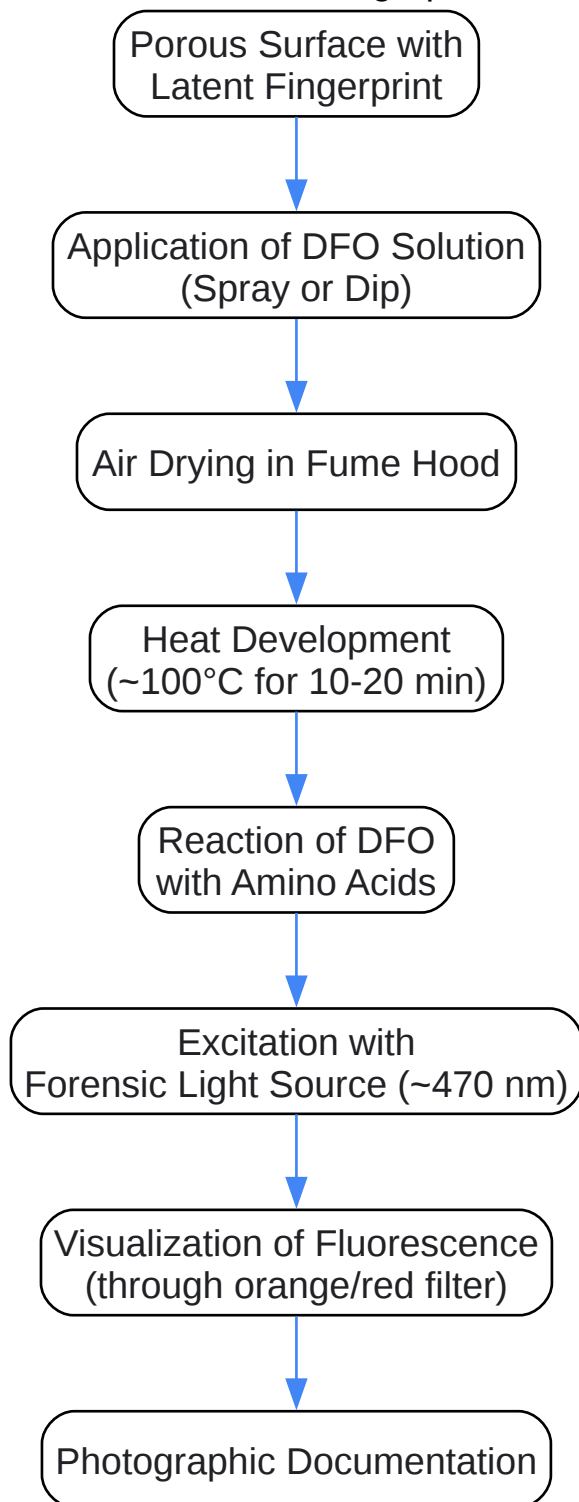 Porous Surface with
Latent Fingerprint
Application of DFO Solution
(Spray or Dip)
Air Drying in Fume Hood
Heat Development
(~100°C for 10-20 min)
Reaction of DFO
with Amino Acids
Excitation with
Forensic Light Source (~470 nm)
Visualization of Fluorescence
(through orange/red filter)
Photographic Documentation